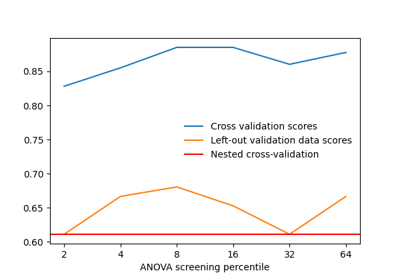 0.85
0.80
0.75
0.70
0.65
0.60
Cross validation scores
Left-out validation data scores
Nested cross-validation
2 4 8 16 32 64
ANOVA screening percentile